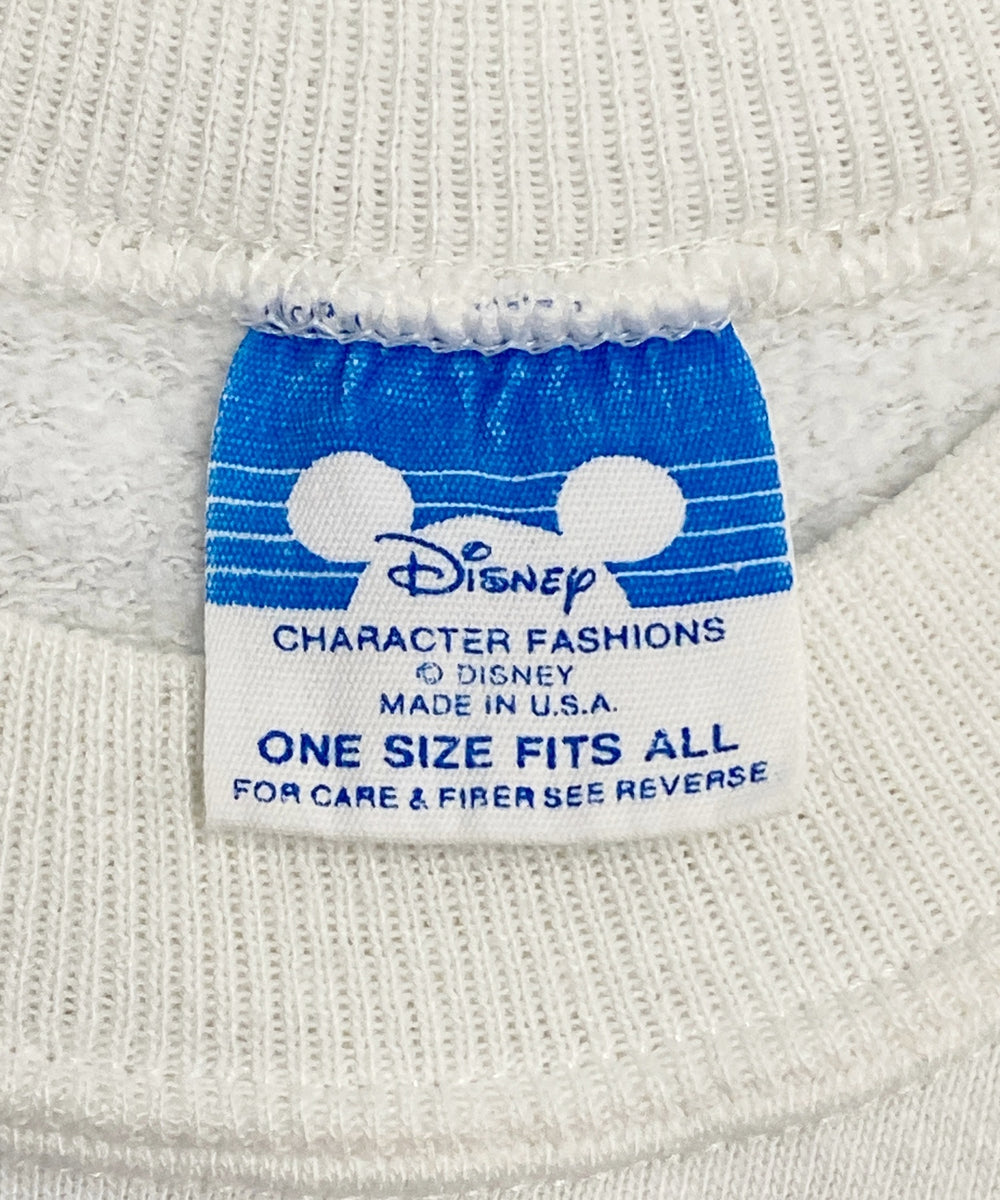 Disney
CHARACTER FASHIONS
© DISNEY
MADE IN U.S.A.
ONE SIZE FITS ALL
FOR CARE & FIBER SEE REVERSE